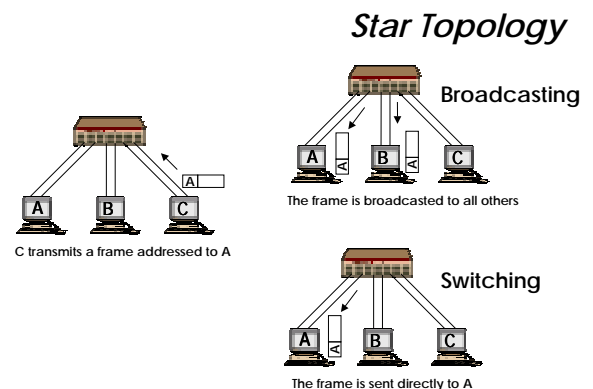 Star Topology
Broadcasting
A
B
C
A
C transmits a frame addressed to A
A
B
C
A
A
The frame is broadcasted to all others
Switching
A
B
C
A
The frame is sent directly to A